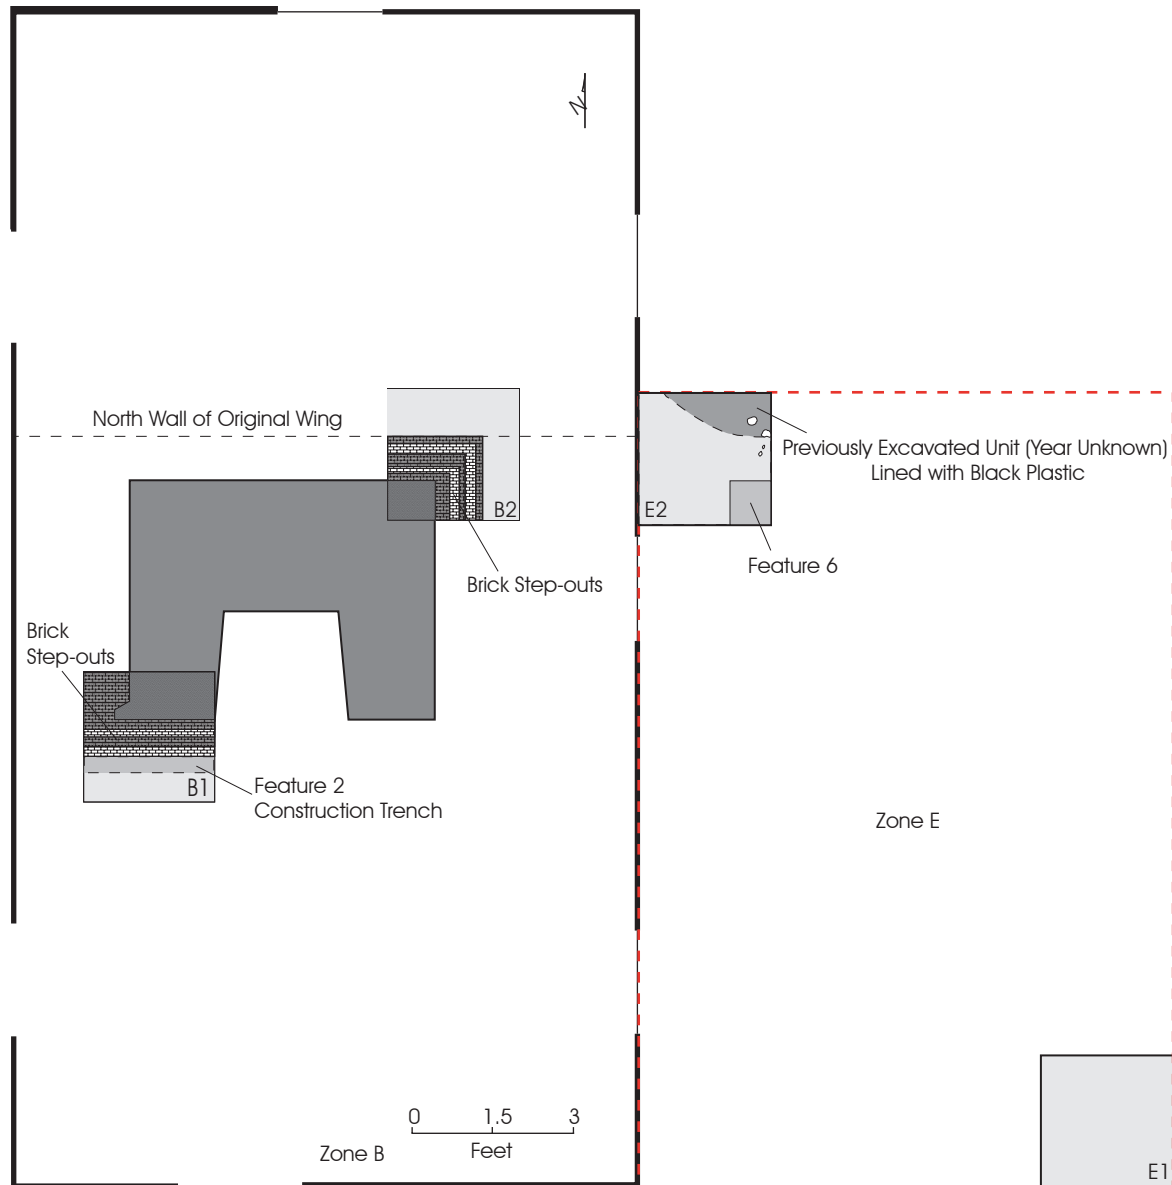 N
North Wall of Original Wing
B2
E2
Previously Excavated Unit (Year Unknown)
Lined with Black Plastic
Feature 6
Brick Step-outs
Brick
Step-outs
B1
Feature 2
Construction Trench
Zone E
0 1.5 3
Feet
Zone B
E1